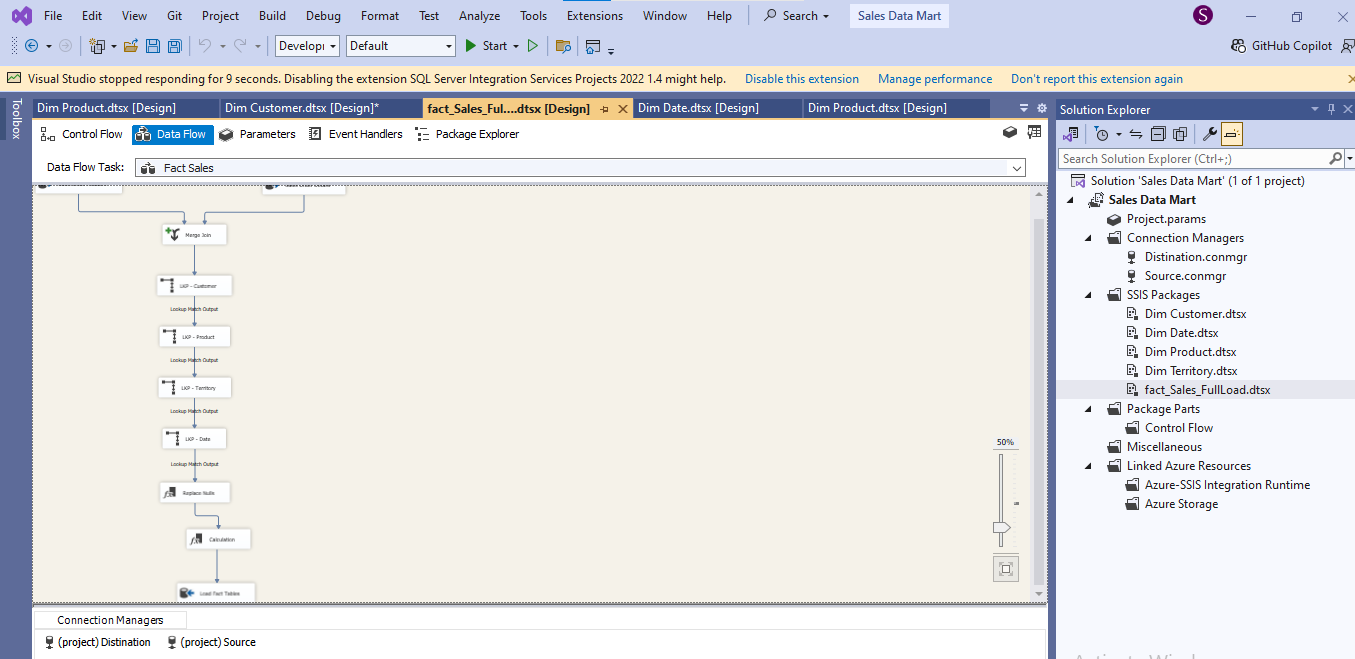 File Edit View Git Project Build Debug Format Test Analyze Tools Extensions Window Help Search Sales Data Mart S
Developi Default Start GitHub Copilot
Visual Studio stopped responding for 9 seconds. Disabling the extension SQL Server Integration Services Projects 2022 1.4 might help. Disable this extension Manage performance Don't report this extension again
Toolbox
Dim Product.dtsx [Design] Dim Customer.dtsx [Design]* fact_Sales_Ful....dtsx [Design] Dim Date.dtsx [Design] Dim Product.dtsx [Design]
Control Flow Data Flow Parameters Event Handlers Package Explorer
Data Flow Task: Fact Sales
Merge Join
LKP - Customer
Lookup Match Output
LKP - Product
Lookup Match Output
LKP - Territory
Lookup Match Output
LKP - Date
Lookup Match Output
Replace Nulls
Calculation
Load Fact Tables
50%
Connection Managers
(project) Distination (project) Source
Solution Explorer
Search Solution Explorer (Ctrl+;)
Solution 'Sales Data Mart' (1 of 1 project)
Sales Data Mart
Project.params
Connection Managers
Distination.conmgr
Source.conmgr
SSIS Packages
Dim Customer.dtsx
Dim Date.dtsx
Dim Product.dtsx
Dim Territory.dtsx
fact_Sales_FullLoad.dtsx
Package Parts
Control Flow
Miscellaneous
Linked Azure Resources
Azure-SSIS Integration Runtime
Azure Storage